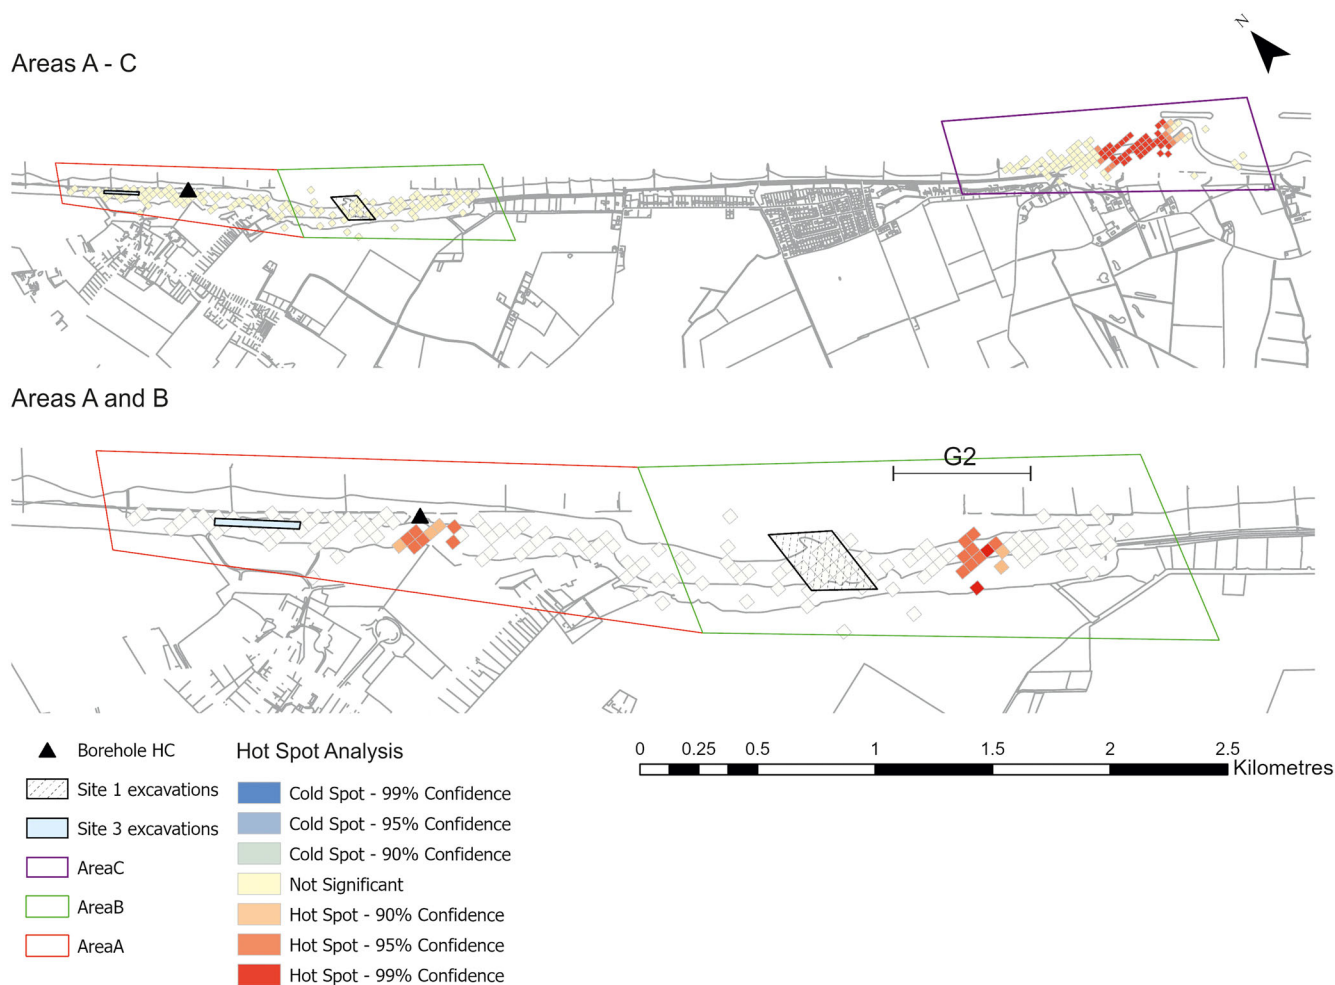 N
Areas A - C
Areas A and B
G2
Borehole HC
Site 1 excavations
Site 3 excavations
AreaC
AreaB
AreaA
Hot Spot Analysis
Cold Spot - 99% Confidence
Cold Spot - 95% Confidence
Cold Spot - 90% Confidence
Not Significant
Hot Spot - 90% Confidence
Hot Spot - 95% Confidence
Hot Spot - 99% Confidence
0 0.25 0.5 1 1.5 2 2.5
Kilometres